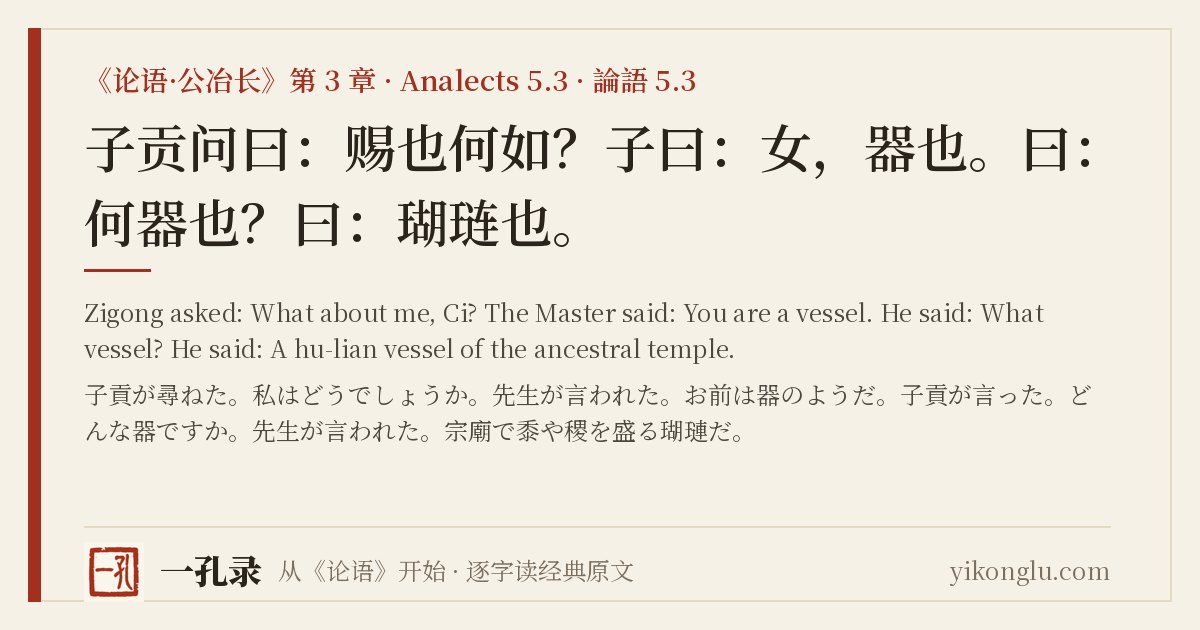 《论语·公冶长》第 3 章 · Analects 5.3 · 論語 5.3
子贡问曰：赐也何如？子曰：女，器也。曰：
何器也？曰：瑚琏也。
Zigong asked: What about me, Ci? The Master said: You are a vessel. He said: What
vessel? He said: A hu-lian vessel of the ancestral temple.
子貢が尋ねた。私はどうでしょうか。先生が言われた。お前は器のようだ。子貢が言った。ど
んな器ですか。先生が言われた。宗廟で黍や稷を盛る瑚璉だ。
一孔
一孔录 从《论语》开始 · 逐字读经典原文 yikonglu.com